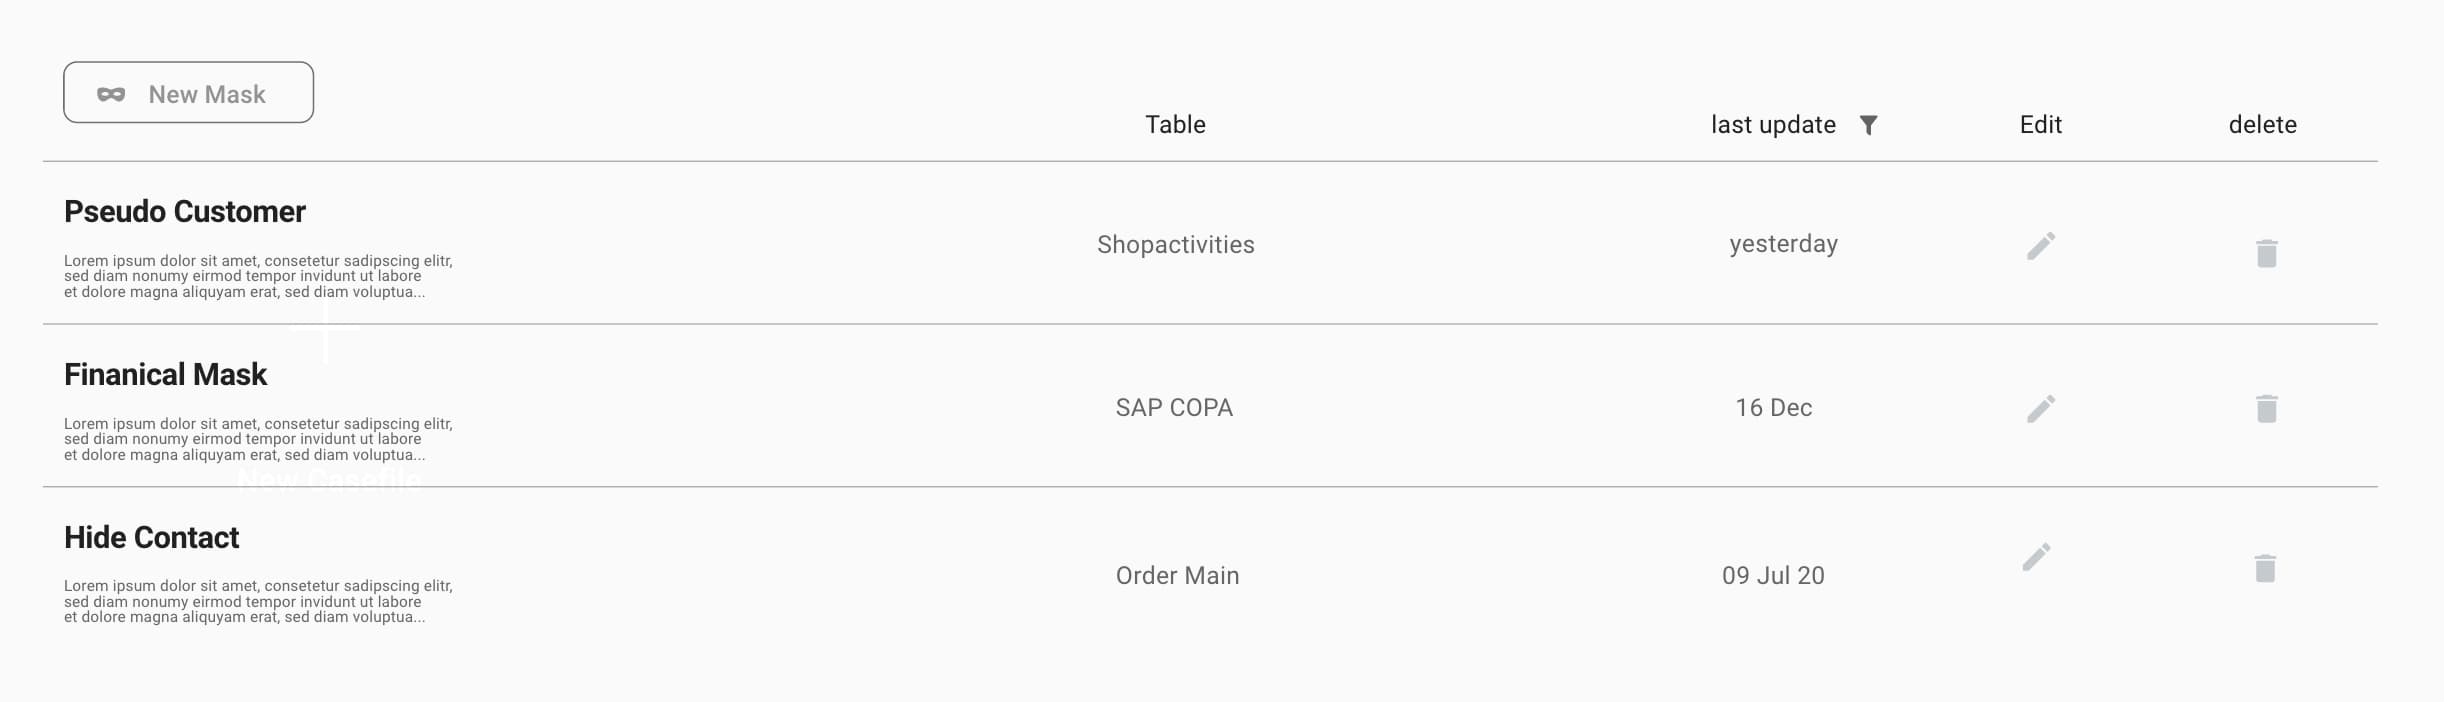 New Mask
Table
last update
Edit
delete
Pseudo Customer
Lorem ipsum dolor sit amet, consetetur sadipscing elitr,
sed diam nonumy eirmod tempor invidunt ut labore
et dolore magna aliquyam erat, sed diam voluptua...
Shopactivities
yesterday
Finanical Mask
Lorem ipsum dolor sit amet, consetetur sadipscing elitr,
sed diam nonumy eirmod tempor invidunt ut labore
et dolore magna aliquyam erat, sed diam voluptua...
SAP COPA
16 Dec
New Casefile
Hide Contact
Lorem ipsum dolor sit amet, consetetur sadipscing elitr,
sed diam nonumy eirmod tempor invidunt ut labore
et dolore magna aliquyam erat, sed diam voluptua...
Order Main
09 Jul 20